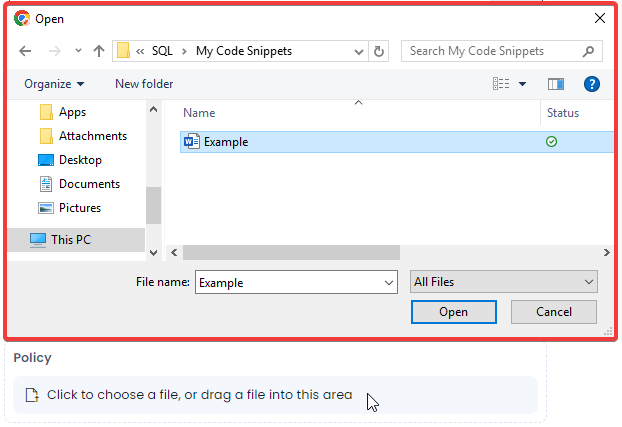 Open
SQL My Code Snippets
Search My Code Snippets
Organize New folder
Apps
Attachments
Desktop
Documents
Pictures
This PC
Name Status
Example
File name: Example All Files
Open Cancel
Policy
Click to choose a file, or drag a file into this area